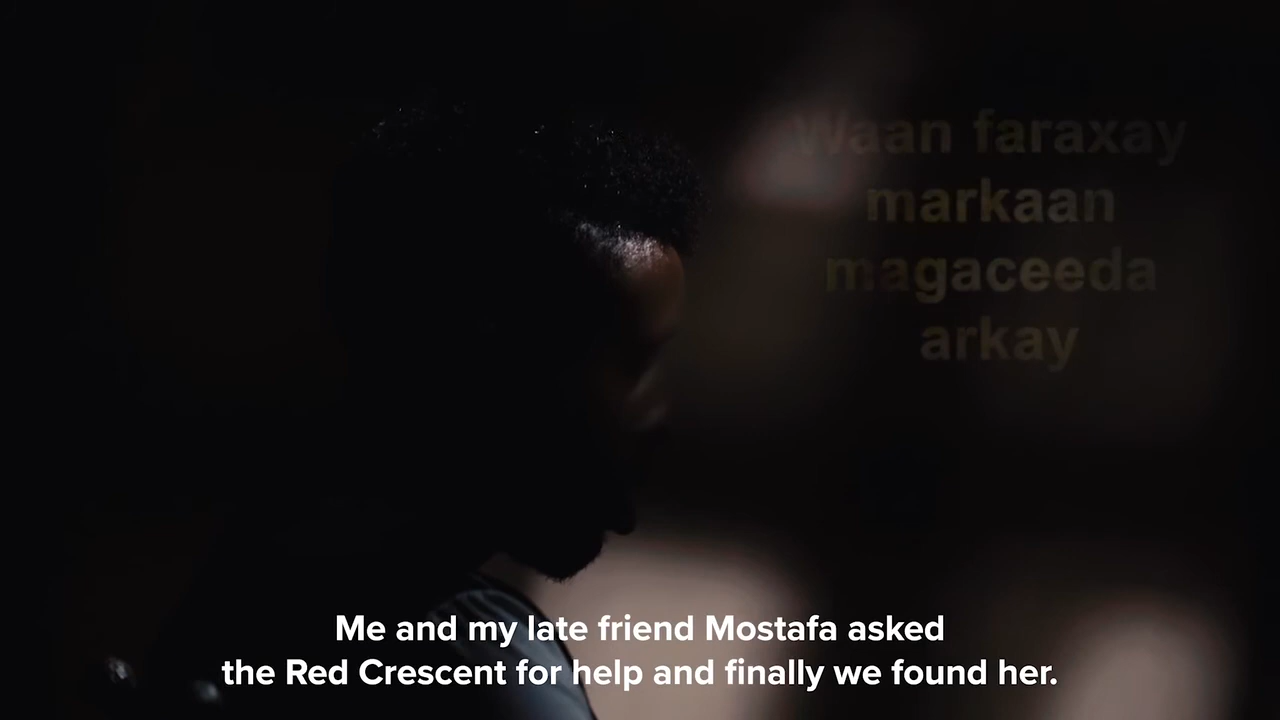 Waan faraxay
markaan
magaceeda
arkay
Me and my late friend Mostafa asked
the Red Crescent for help and finally we found her.